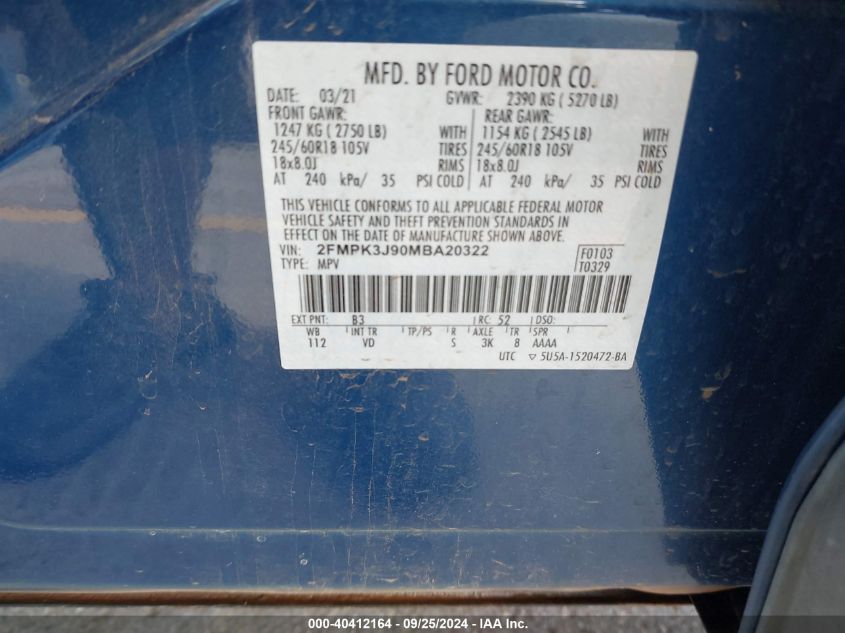 MFD. BY FORD MOTOR CO.
DATE: 03/21 GVWR: 2390 KG ( 5270 LB)
FRONT GAWR: REAR GAWR:
1247 KG ( 2750 LB) WITH 1154 KG ( 2545 LB) WITH
245/60R18 105V TIRES 245/60R18 105V TIRES
18x8.0J RIMS 18x8.0J RIMS
AT 240 kPa/ 35 PSI COLD AT 240 kPa/ 35 PSI COLD
THIS VEHICLE CONFORMS TO ALL APPLICABLE FEDERAL MOTOR
VEHICLE SAFETY AND THEFT PREVENTION STANDARDS IN
EFFECT ON THE DATE OF MANUFACTURE SHOWN ABOVE.
VIN: 2FMPK3J90MBA20322 F0103
TYPE: MPV T0329
EXT PNT: B3 RC: 52 DSO:
WB INT TR TP/PS R AXLE TR SPR
112 VD S 3K 8 AAAA
UTC ▽ 5U5A-1520472-BA
000-40412164 - 09/25/2024 - IAA Inc.